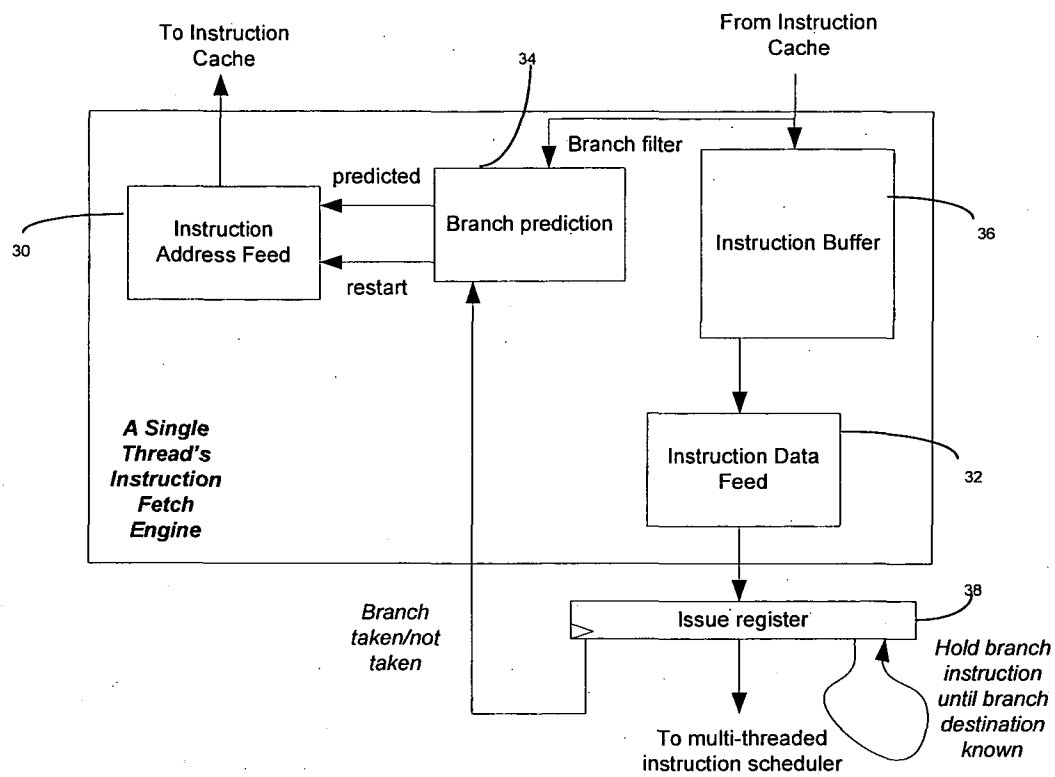 To Instruction
Cache
From Instruction
Cache
34
Branch filter
predicted
Branch prediction
Instruction
Address Feed
restart
30
Instruction Buffer
36
A Single
Thread's
Instruction
Fetch
Engine
Instruction Data
Feed
32
38
Issue register
Branch
taken/not
taken
Hold branch
instruction
until branch
destination
known
To multi-threaded
instruction scheduler